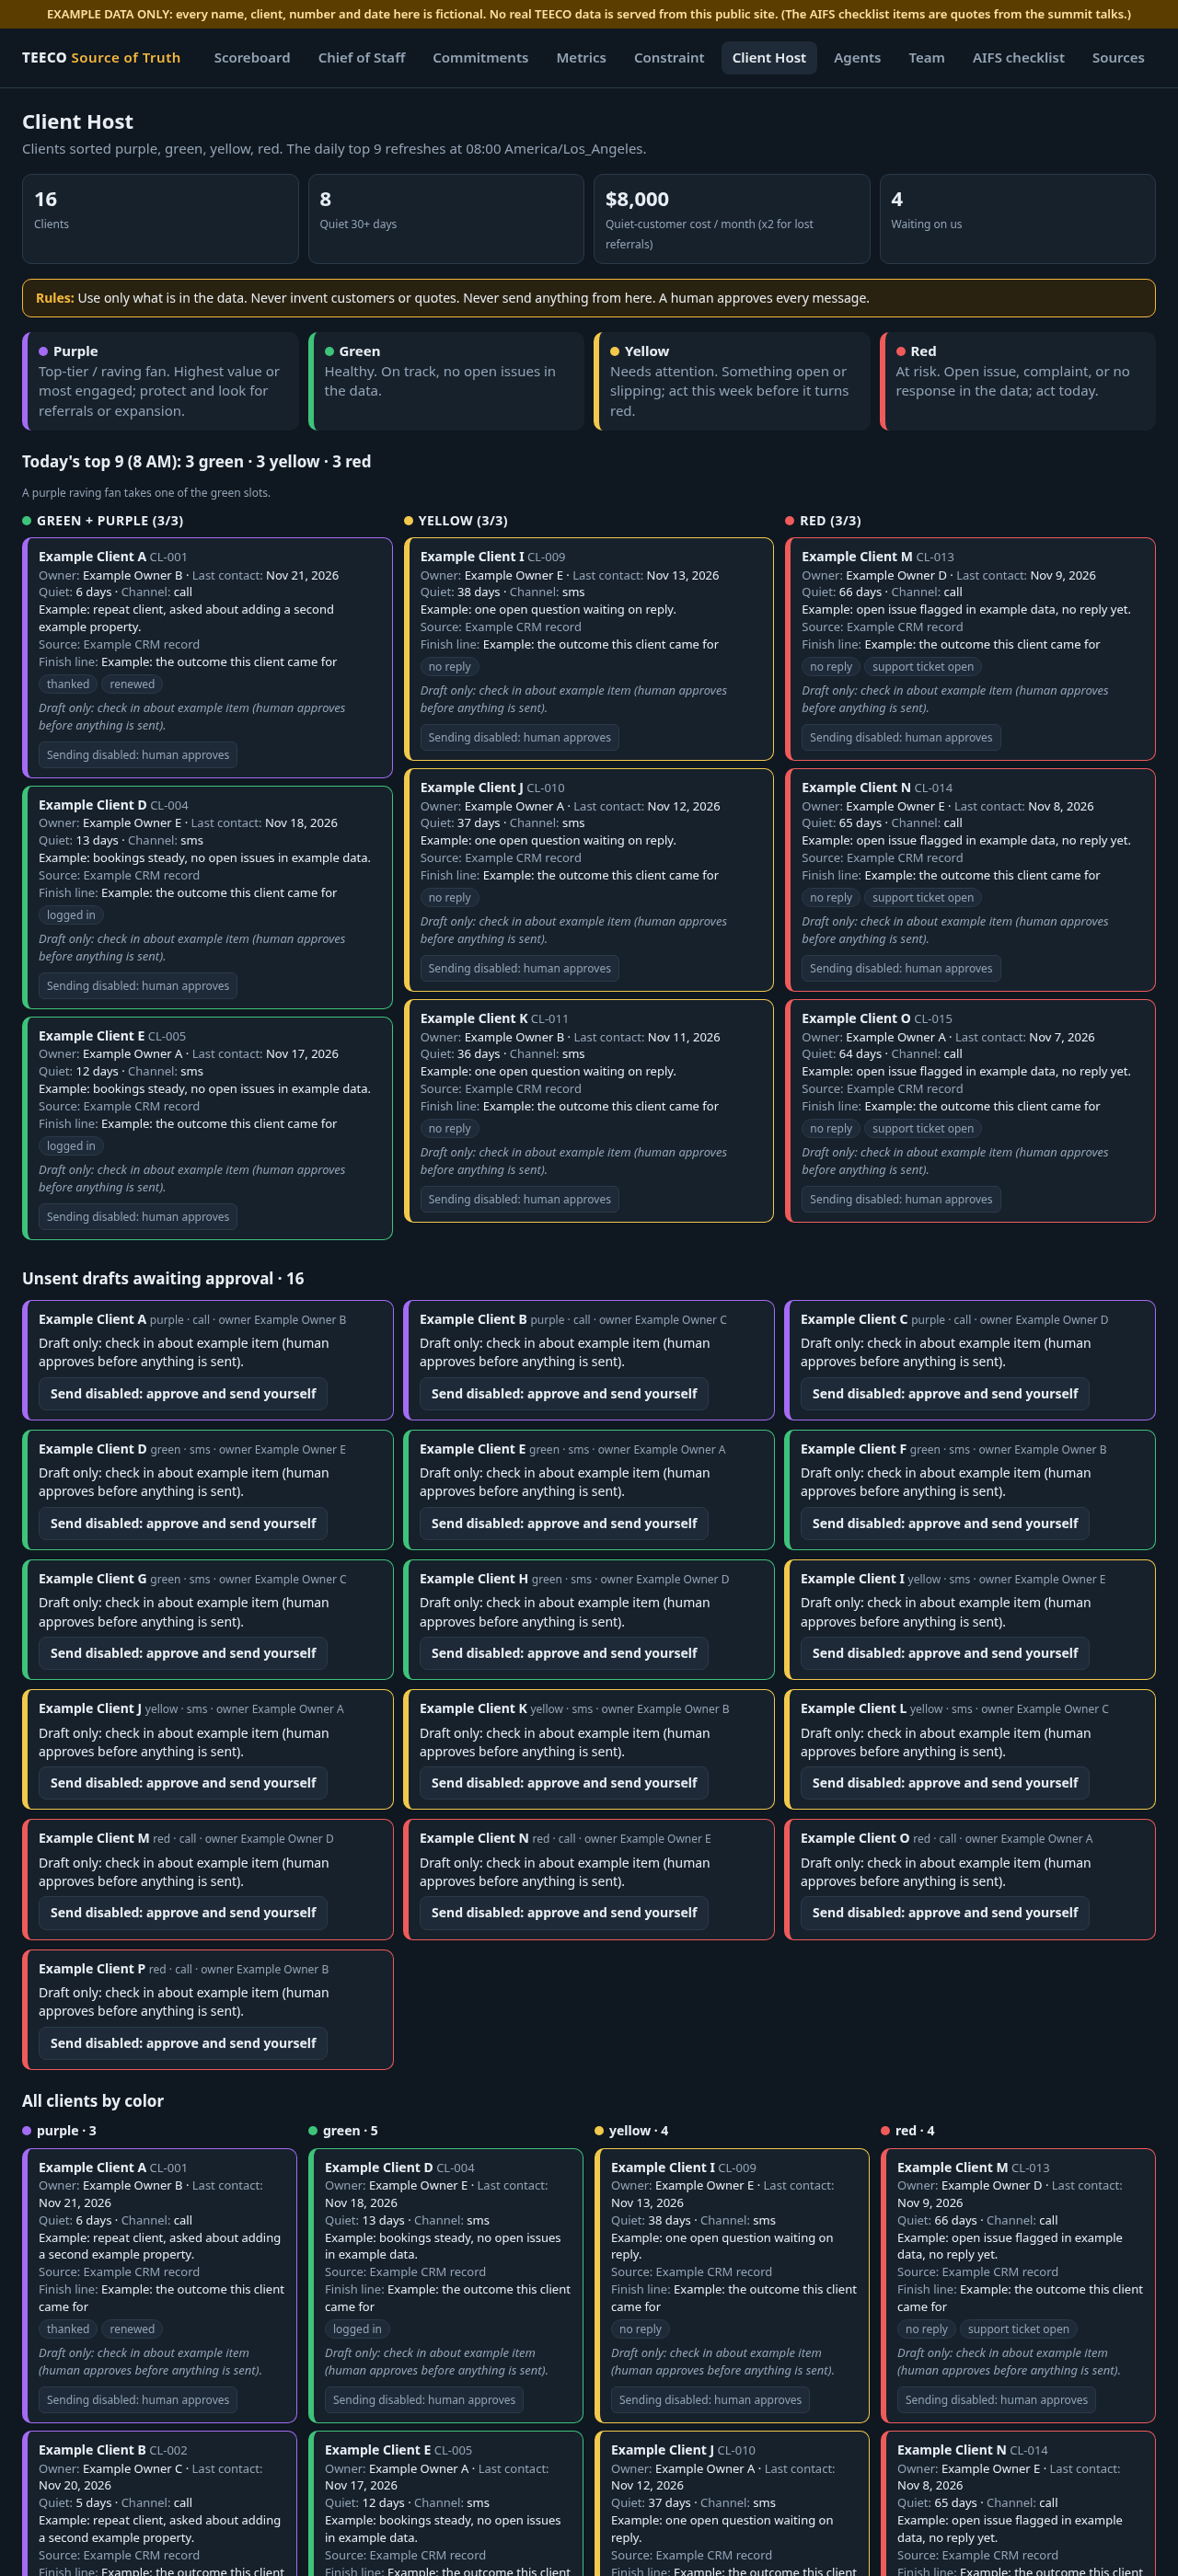 EXAMPLE DATA ONLY: every name, client, number and date here is fictional. No real TEECO data is served from this public site. (The AIFS checklist items are quotes from the summit talks.)
TEECO Source of Truth Scoreboard Chief of Staff Commitments Metrics Constraint Client Host Agents Team AIFS checklist Sources
Client Host
Clients sorted purple, green, yellow, red. The daily top 9 refreshes at 08:00 America/Los_Angeles.
16
Clients
8
Quiet 30+ days
$8,000
Quiet-customer cost / month (x2 for lost
referrals)
4
Waiting on us
Rules: Use only what is in the data. Never invent customers or quotes. Never send anything from here. A human approves every message.
Purple
Top-tier / raving fan. Highest value or
most engaged; protect and look for
referrals or expansion.
Green
Healthy. On track, no open issues in
the data.
Yellow
Needs attention. Something open or
slipping; act this week before it turns
red.
Red
At risk. Open issue, complaint, or no
response in the data; act today.
Today's top 9 (8 AM): 3 green · 3 yellow · 3 red
A purple raving fan takes one of the green slots.
GREEN + PURPLE (3/3)
Example Client A CL-001
Owner: Example Owner B · Last contact: Nov 21, 2026
Quiet: 6 days · Channel: call
Example: repeat client, asked about adding a second
example property.
Source: Example CRM record
Finish line: Example: the outcome this client came for
thanked renewed
Draft only: check in about example item (human approves
before anything is sent).
Sending disabled: human approves
Example Client D CL-004
Owner: Example Owner E · Last contact: Nov 18, 2026
Quiet: 13 days · Channel: sms
Example: bookings steady, no open issues in example data.
Source: Example CRM record
Finish line: Example: the outcome this client came for
logged in
Draft only: check in about example item (human approves
before anything is sent).
Sending disabled: human approves
Example Client E CL-005
Owner: Example Owner A · Last contact: Nov 17, 2026
Quiet: 12 days · Channel: sms
Example: bookings steady, no open issues in example data.
Source: Example CRM record
Finish line: Example: the outcome this client came for
logged in
Draft only: check in about example item (human approves
before anything is sent).
Sending disabled: human approves
YELLOW (3/3)
Example Client I CL-009
Owner: Example Owner E · Last contact: Nov 13, 2026
Quiet: 38 days · Channel: sms
Example: one open question waiting on reply.
Source: Example CRM record
Finish line: Example: the outcome this client came for
no reply
Draft only: check in about example item (human approves
before anything is sent).
Sending disabled: human approves
Example Client J CL-010
Owner: Example Owner A · Last contact: Nov 12, 2026
Quiet: 37 days · Channel: sms
Example: one open question waiting on reply.
Source: Example CRM record
Finish line: Example: the outcome this client came for
no reply
Draft only: check in about example item (human approves
before anything is sent).
Sending disabled: human approves
Example Client K CL-011
Owner: Example Owner B · Last contact: Nov 11, 2026
Quiet: 36 days · Channel: sms
Example: one open question waiting on reply.
Source: Example CRM record
Finish line: Example: the outcome this client came for
no reply
Draft only: check in about example item (human approves
before anything is sent).
Sending disabled: human approves
RED (3/3)
Example Client M CL-013
Owner: Example Owner D · Last contact: Nov 9, 2026
Quiet: 66 days · Channel: call
Example: open issue flagged in example data, no reply yet.
Source: Example CRM record
Finish line: Example: the outcome this client came for
no reply support ticket open
Draft only: check in about example item (human approves
before anything is sent).
Sending disabled: human approves
Example Client N CL-014
Owner: Example Owner E · Last contact: Nov 8, 2026
Quiet: 65 days · Channel: call
Example: open issue flagged in example data, no reply yet.
Source: Example CRM record
Finish line: Example: the outcome this client came for
no reply support ticket open
Draft only: check in about example item (human approves
before anything is sent).
Sending disabled: human approves
Example Client O CL-015
Owner: Example Owner A · Last contact: Nov 7, 2026
Quiet: 64 days · Channel: call
Example: open issue flagged in example data, no reply yet.
Source: Example CRM record
Finish line: Example: the outcome this client came for
no reply support ticket open
Draft only: check in about example item (human approves
before anything is sent).
Sending disabled: human approves
Unsent drafts awaiting approval · 16
Example Client A purple · call · owner Example Owner B
Draft only: check in about example item (human
approves before anything is sent).
Send disabled: approve and send yourself
Example Client B purple · call · owner Example Owner C
Draft only: check in about example item (human
approves before anything is sent).
Send disabled: approve and send yourself
Example Client C purple · call · owner Example Owner D
Draft only: check in about example item (human
approves before anything is sent).
Send disabled: approve and send yourself
Example Client D green · sms · owner Example Owner E
Draft only: check in about example item (human
approves before anything is sent).
Send disabled: approve and send yourself
Example Client E green · sms · owner Example Owner A
Draft only: check in about example item (human
approves before anything is sent).
Send disabled: approve and send yourself
Example Client F green · sms · owner Example Owner B
Draft only: check in about example item (human
approves before anything is sent).
Send disabled: approve and send yourself
Example Client G green · sms · owner Example Owner C
Draft only: check in about example item (human
approves before anything is sent).
Send disabled: approve and send yourself
Example Client H green · sms · owner Example Owner D
Draft only: check in about example item (human
approves before anything is sent).
Send disabled: approve and send yourself
Example Client I yellow · sms · owner Example Owner E
Draft only: check in about example item (human
approves before anything is sent).
Send disabled: approve and send yourself
Example Client J yellow · sms · owner Example Owner A
Draft only: check in about example item (human
approves before anything is sent).
Send disabled: approve and send yourself
Example Client K yellow · sms · owner Example Owner B
Draft only: check in about example item (human
approves before anything is sent).
Send disabled: approve and send yourself
Example Client L yellow · sms · owner Example Owner C
Draft only: check in about example item (human
approves before anything is sent).
Send disabled: approve and send yourself
Example Client M red · call · owner Example Owner D
Draft only: check in about example item (human
approves before anything is sent).
Send disabled: approve and send yourself
Example Client N red · call · owner Example Owner E
Draft only: check in about example item (human
approves before anything is sent).
Send disabled: approve and send yourself
Example Client O red · call · owner Example Owner A
Draft only: check in about example item (human
approves before anything is sent).
Send disabled: approve and send yourself
Example Client P red · call · owner Example Owner B
Draft only: check in about example item (human
approves before anything is sent).
Send disabled: approve and send yourself
All clients by color
purple · 3
Example Client A CL-001
Owner: Example Owner B · Last contact:
Nov 21, 2026
Quiet: 6 days · Channel: call
Example: repeat client, asked about adding
a second example property.
Source: Example CRM record
Finish line: Example: the outcome this client
came for
thanked renewed
Draft only: check in about example item
(human approves before anything is sent).
Sending disabled: human approves
Example Client B CL-002
Owner: Example Owner C · Last contact:
Nov 20, 2026
Quiet: 5 days · Channel: call
Example: repeat client, asked about adding
a second example property.
Source: Example CRM record
Finish line: Example: the outcome this client
green · 5
Example Client D CL-004
Owner: Example Owner E · Last contact:
Nov 18, 2026
Quiet: 13 days · Channel: sms
Example: bookings steady, no open issues
in example data.
Source: Example CRM record
Finish line: Example: the outcome this client
came for
logged in
Draft only: check in about example item
(human approves before anything is sent).
Sending disabled: human approves
Example Client E CL-005
Owner: Example Owner A · Last contact:
Nov 17, 2026
Quiet: 12 days · Channel: sms
Example: bookings steady, no open issues
in example data.
Source: Example CRM record
Finish line: Example: the outcome this client
yellow · 4
Example Client I CL-009
Owner: Example Owner E · Last contact:
Nov 13, 2026
Quiet: 38 days · Channel: sms
Example: one open question waiting on
reply.
Source: Example CRM record
Finish line: Example: the outcome this client
came for
no reply
Draft only: check in about example item
(human approves before anything is sent).
Sending disabled: human approves
Example Client J CL-010
Owner: Example Owner A · Last contact:
Nov 12, 2026
Quiet: 37 days · Channel: sms
Example: one open question waiting on
reply.
Source: Example CRM record
Finish line: Example: the outcome this client
red · 4
Example Client M CL-013
Owner: Example Owner D · Last contact:
Nov 9, 2026
Quiet: 66 days · Channel: call
Example: open issue flagged in example
data, no reply yet.
Source: Example CRM record
Finish line: Example: the outcome this client
came for
no reply support ticket open
Draft only: check in about example item
(human approves before anything is sent).
Sending disabled: human approves
Example Client N CL-014
Owner: Example Owner E · Last contact:
Nov 8, 2026
Quiet: 65 days · Channel: call
Example: open issue flagged in example
data, no reply yet.
Source: Example CRM record
Finish line: Example: the outcome this client